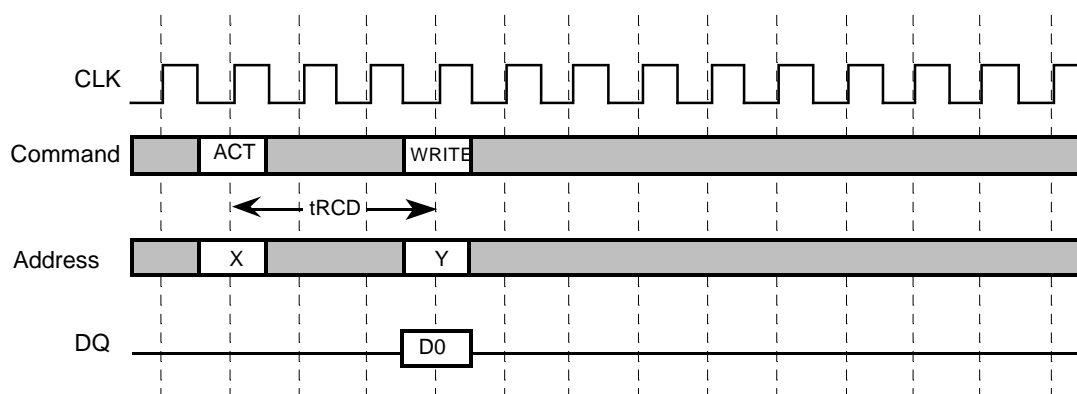 CLK
Command ACT WRITE
tRCD
Address X Y
DQ D0